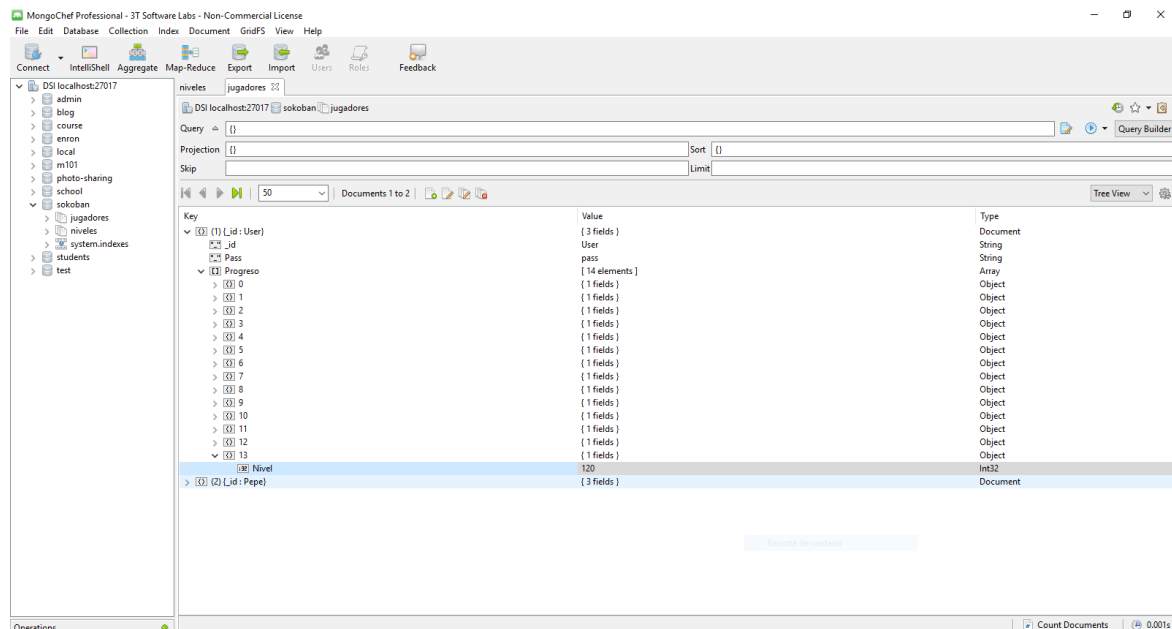 MongoChef Professional - 3T Software Labs - Non-Commercial License
File Edit Database Collection Index Document GridFS View Help
Connect IntelliShell Aggregate Map-Reduce Export Import Users Roles Feedback
DSI localhost:27017
admin
blog
course
enron
local
m101
photo-sharing
school
sokoban
jugadores
niveles
system.indexes
students
test
niveles jugadores
DSI localhost:27017 sokoban jugadores
Query {} Query Builder
Projection {} Sort {}
Skip Limit
50 Documents 1 to 2 Tree View
Key Value Type
(1) {_id : User} { 3 fields } Document
_id User String
Pass pass String
Progreso [ 14 elements ] Array
0 { 1 fields } Object
1 { 1 fields } Object
2 { 1 fields } Object
3 { 1 fields } Object
4 { 1 fields } Object
5 { 1 fields } Object
6 { 1 fields } Object
7 { 1 fields } Object
8 { 1 fields } Object
9 { 1 fields } Object
10 { 1 fields } Object
11 { 1 fields } Object
12 { 1 fields } Object
13 { 1 fields } Object
Nivel 120 Int32
(2) {_id : Pepe} { 3 fields } Document
Recorte de ventana
Operations Count Documents 0.001s